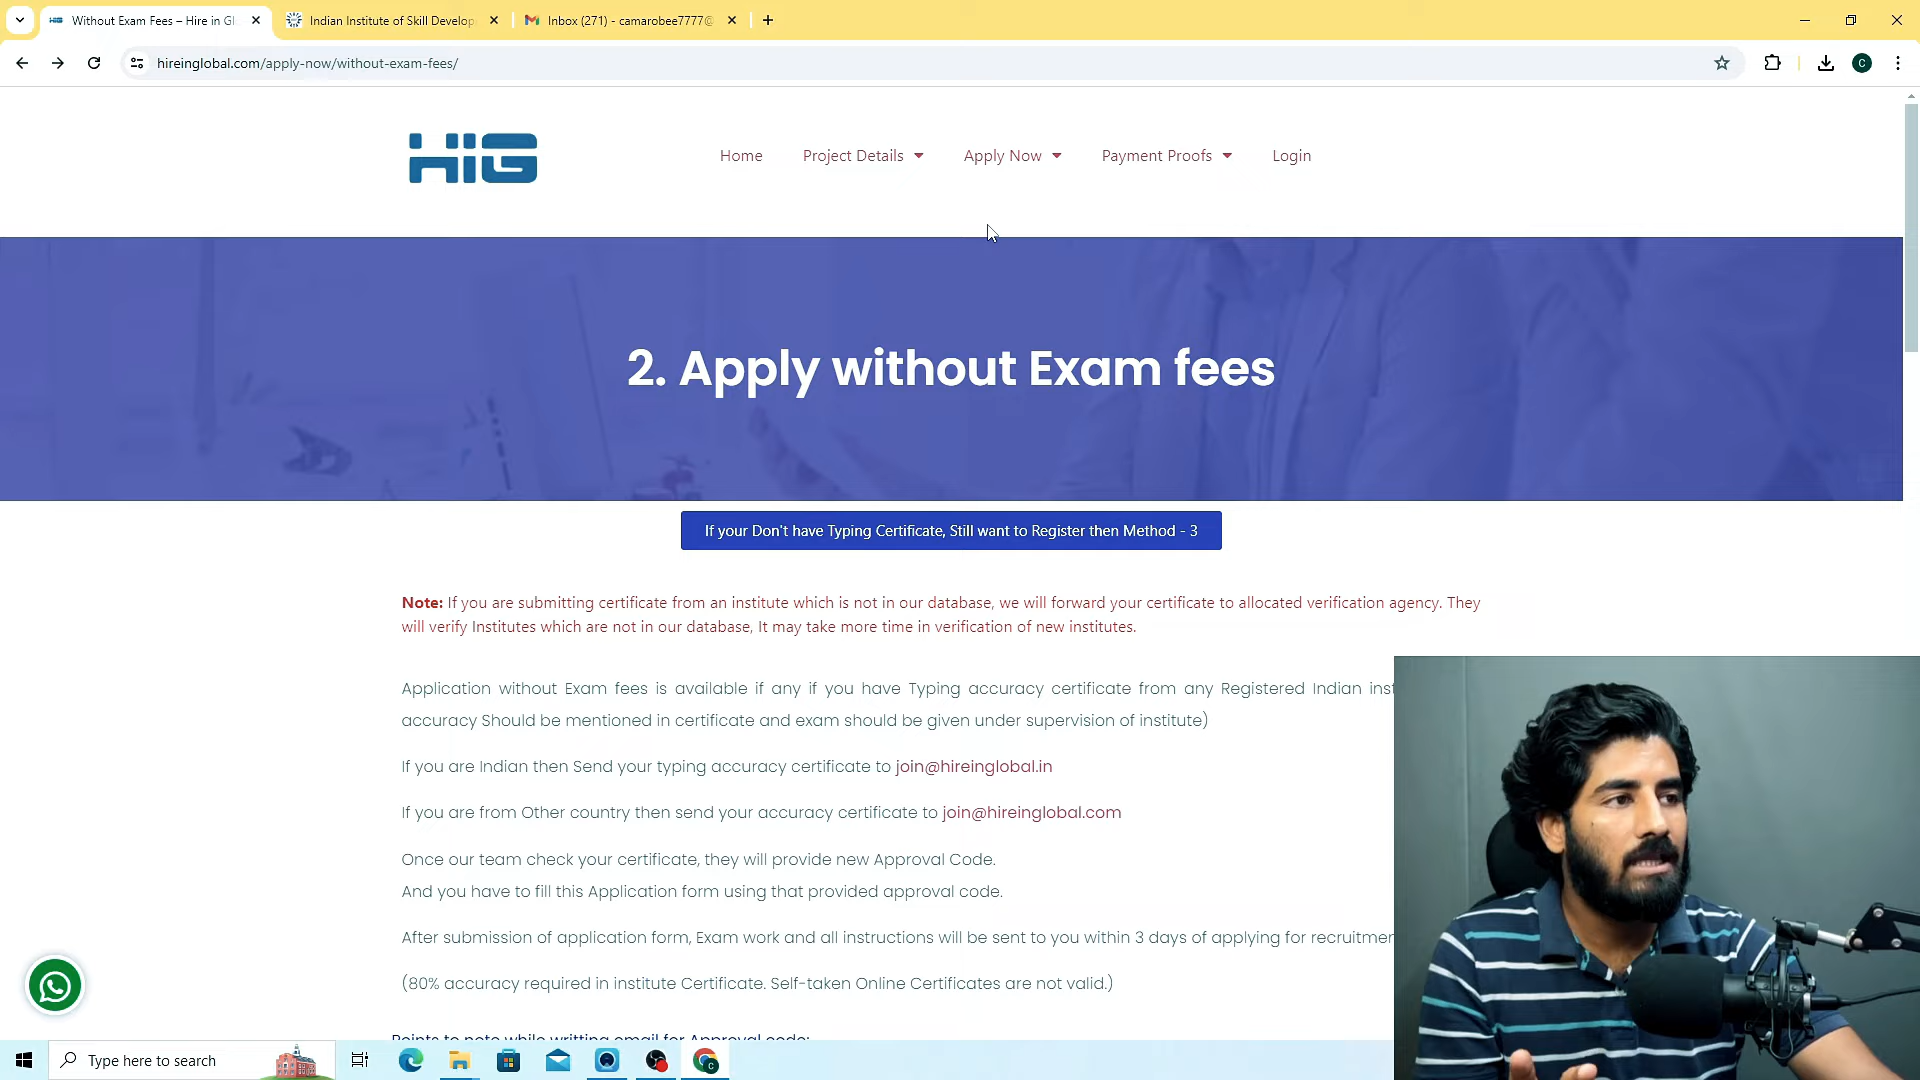 Without Exam Fees – Hire in Gl
Indian Institute of Skill Develop
Inbox (271) - camarobee7777@
hireinglobal.com/apply-now/without-exam-fees/
HIG
Home
Project Details
Apply Now
Payment Proofs
Login
2. Apply without Exam fees
If your Don't have Typing Certificate, Still want to Register then Method - 3
Note: If you are submitting certificate from an institute which is not in our database, we will forward your certificate to allocated verification agency. They
will verify Institutes which are not in our database, It may take more time in verification of new institutes.
Application without Exam fees is available if any if you have Typing accuracy certificate from any Registered Indian inst
accuracy Should be mentioned in certificate and exam should be given under supervision of institute)
If you are Indian then Send your typing accuracy certificate to join@hireinglobal.in
If you are from Other country then send your accuracy certificate to join@hireinglobal.com
Once our team check your certificate, they will provide new Approval Code.
And you have to fill this Application form using that provided approval code.
After submission of application form, Exam work and all instructions will be sent to you within 3 days of applying for recruitmen
(80% accuracy required in institute Certificate. Self-taken Online Certificates are not valid.)
Points to note while writting email for Approval code:
Type here to search